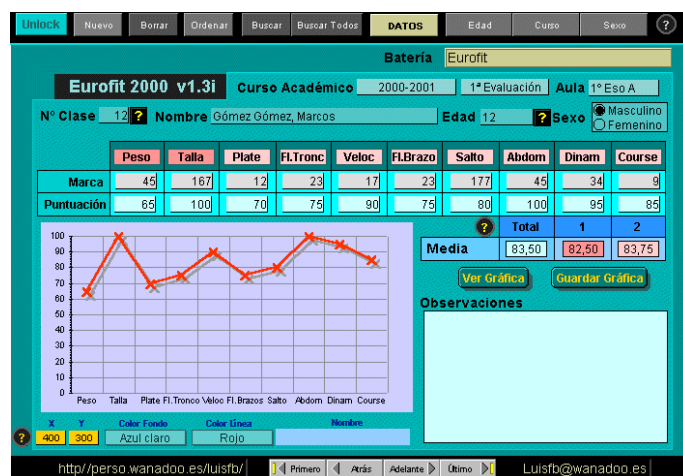 Unlock Nuevo Borrar Ordenar Buscar Buscar Todos DATOS Edad Curso Sexo ?
Batería Eurofit
Eurofit 2000 v1.3i Curso Académico 2000-2001 1ª Evaluación Aula 1º Eso A
Nº Clase 12 ? Nombre Gómez Gómez, Marcos Edad 12 ? Sexo Masculino
Femenino
Peso Talla Plate Fl.Tronc Veloc Fl.Brazo Salto Abdom Dinam Course
Marca 45 167 12 23 17 23 177 45 34 9
Puntuación 65 100 70 75 90 75 80 100 95 85
? Total 1 2
Media 83,50 82,50 83,75
Ver Gráfica Guardar Gráfica
Observaciones
100
90
80
70
60
50
40
30
20
10
0
Peso Talla Plate Fl.Tronco Veloc Fl.Brazos Salto Abdom Dinam Course
X Y Color Fondo Color Línea Nombre
? 400 300 Azul claro Rojo
http//perso.wanadoo.es/luisfb/ Primero Atrás Adelante Último Luisfb@wanadoo.es